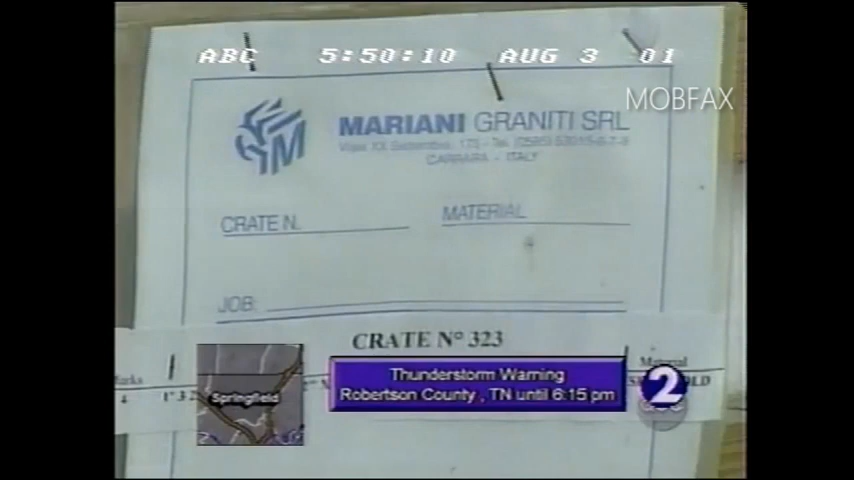 ABC 5:50:10 AUG 3 01
MOBFAX
MARIANI GRANITI SRL
CARRARA - ITALY
CRATE N.
MATERIAL
JOB:
CRATE N° 323
Material
Thunderstorm Warning
Robertson County , TN until 6:15 pm
Springfield
2